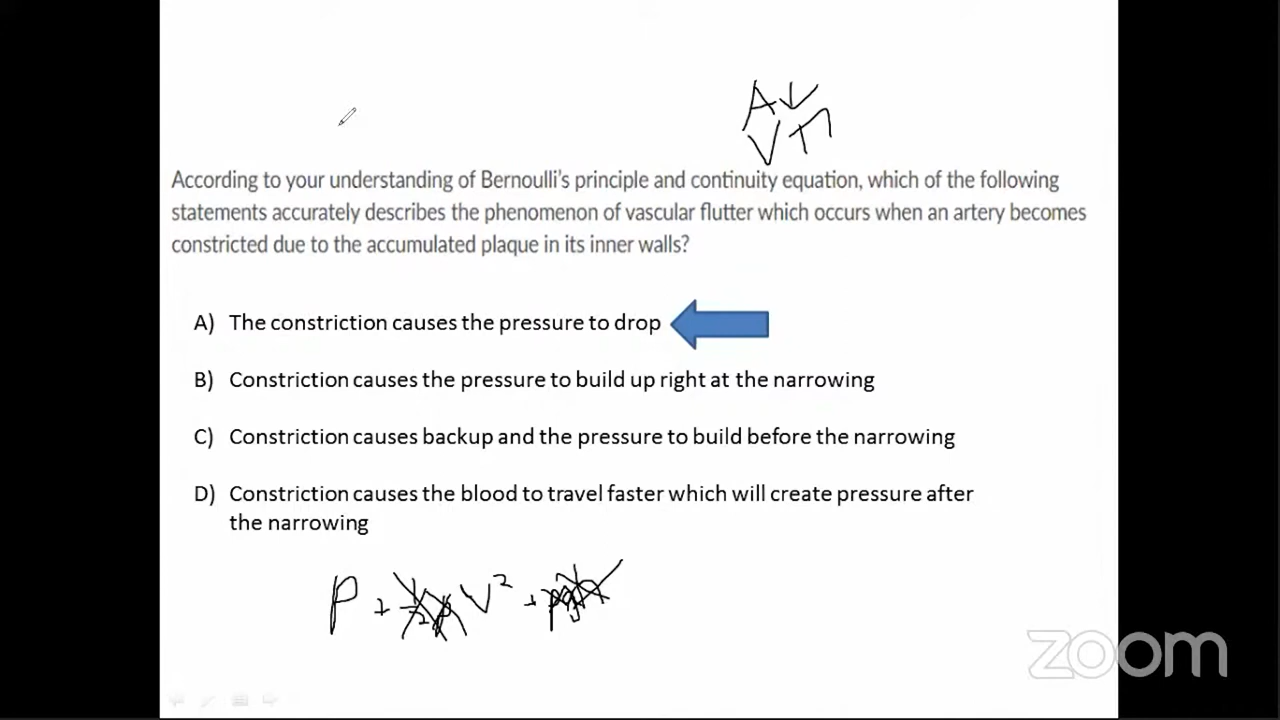 A↓
V↑
According to your understanding of Bernoulli's principle and continuity equation, which of the following
statements accurately describes the phenomenon of vascular flutter which occurs when an artery becomes
constricted due to the accumulated plaque in its inner walls?
A) The constriction causes the pressure to drop
B) Constriction causes the pressure to build up right at the narrowing
C) Constriction causes backup and the pressure to build before the narrowing
D) Constriction causes the blood to travel faster which will create pressure after
the narrowing
P + ½ρV² + ρgh
zoom